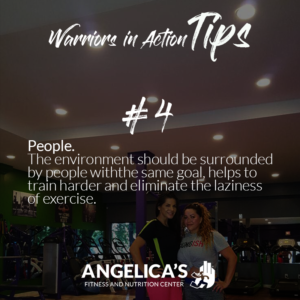 Warriors in Action Tips
# 4
People.
The environment should be surrounded
by people withthe same goal, helps to
train harder and eliminate the laziness
of exercise.
ANGELICA'S
FITNESS AND NUTRITION CENTER